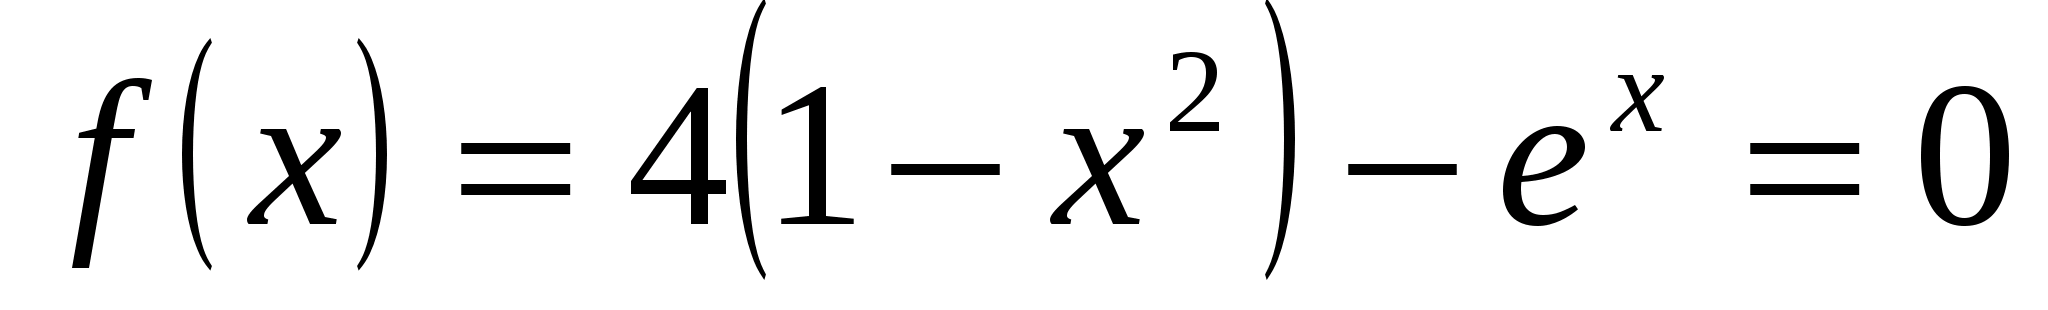 f(x) = 4(1 − x²) − eˣ = 0